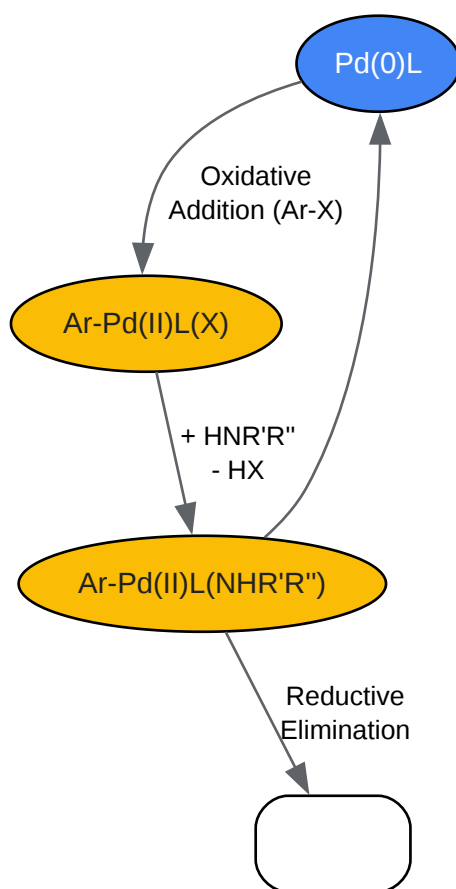 Pd(0)L
Oxidative
Addition (Ar-X)
Ar-Pd(II)L(X)
+ HNR'R"
- HX
Ar-Pd(II)L(NHR'R")
Reductive
Elimination